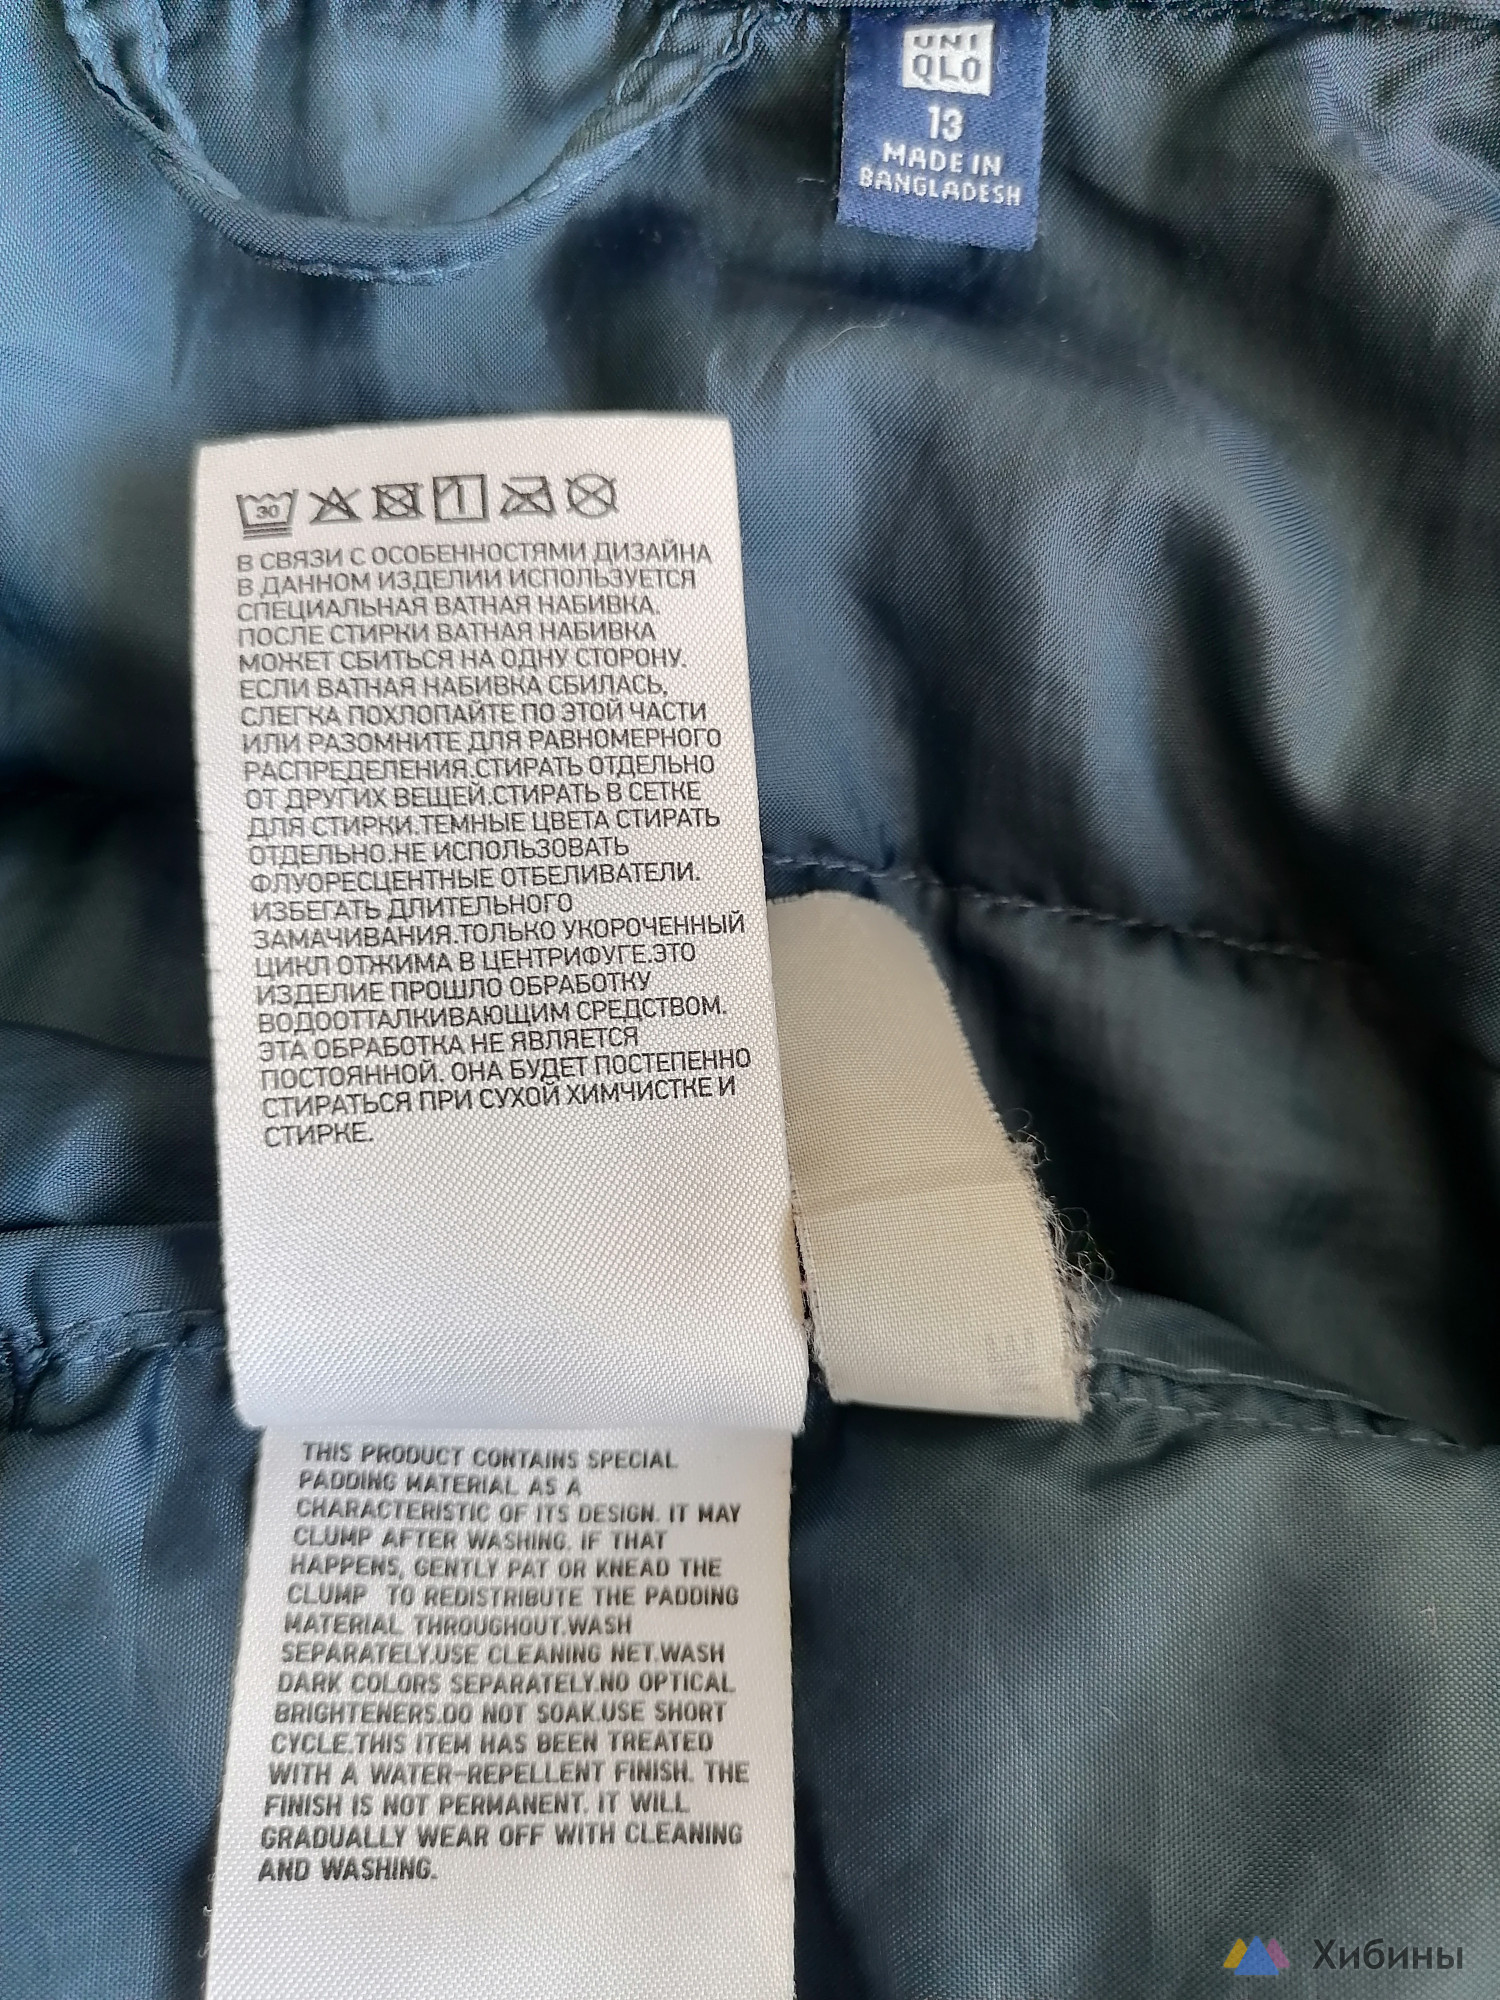 UNI
QLO
13
MADE IN
BANGLADESH
30
В СВЯЗИ С ОСОБЕННОСТЯМИ ДИЗАЙНА
В ДАННОМ ИЗДЕЛИИ ИСПОЛЬЗУЕТСЯ
СПЕЦИАЛЬНАЯ ВАТНАЯ НАБИВКА.
ПОСЛЕ СТИРКИ ВАТНАЯ НАБИВКА
МОЖЕТ СБИТЬСЯ НА ОДНУ СТОРОНУ.
ЕСЛИ ВАТНАЯ НАБИВКА СБИЛАСЬ,
СЛЕГКА ПОХЛОПАЙТЕ ПО ЭТОЙ ЧАСТИ
ИЛИ РАЗОМНИТЕ ДЛЯ РАВНОМЕРНОГО
РАСПРЕДЕЛЕНИЯ.СТИРАТЬ ОТДЕЛЬНО
ОТ ДРУГИХ ВЕЩЕЙ.СТИРАТЬ В СЕТКЕ
ДЛЯ СТИРКИ.ТЕМНЫЕ ЦВЕТА СТИРАТЬ
ОТДЕЛЬНО.НЕ ИСПОЛЬЗОВАТЬ
ФЛУОРЕСЦЕНТНЫЕ ОТБЕЛИВАТЕЛИ.
ИЗБЕГАТЬ ДЛИТЕЛЬНОГО
ЗАМАЧИВАНИЯ.ТОЛЬКО УКОРОЧЕННЫЙ
ЦИКЛ ОТЖИМА В ЦЕНТРИФУГЕ.ЭТО
ИЗДЕЛИЕ ПРОШЛО ОБРАБОТКУ
ВОДООТТАЛКИВАЮЩИМ СРЕДСТВОМ.
ЭТА ОБРАБОТКА НЕ ЯВЛЯЕТСЯ
ПОСТОЯННОЙ. ОНА БУДЕТ ПОСТЕПЕННО
СТИРАТЬСЯ ПРИ СУХОЙ ХИМЧИСТКЕ И
СТИРКЕ.
THIS PRODUCT CONTAINS SPECIAL
PADDING MATERIAL AS A
CHARACTERISTIC OF ITS DESIGN. IT MAY
CLUMP AFTER WASHING. IF THAT
HAPPENS, GENTLY PAT OR KNEAD THE
CLUMP TO REDISTRIBUTE THE PADDING
MATERIAL THROUGHOUT.WASH
SEPARATELY.USE CLEANING NET.WASH
DARK COLORS SEPARATELY.NO OPTICAL
BRIGHTENERS.DO NOT SOAK.USE SHORT
CYCLE.THIS ITEM HAS BEEN TREATED
WITH A WATER-REPELLENT FINISH. THE
FINISH IS NOT PERMANENT. IT WILL
GRADUALLY WEAR OFF WITH CLEANING
AND WASHING.
Хибины